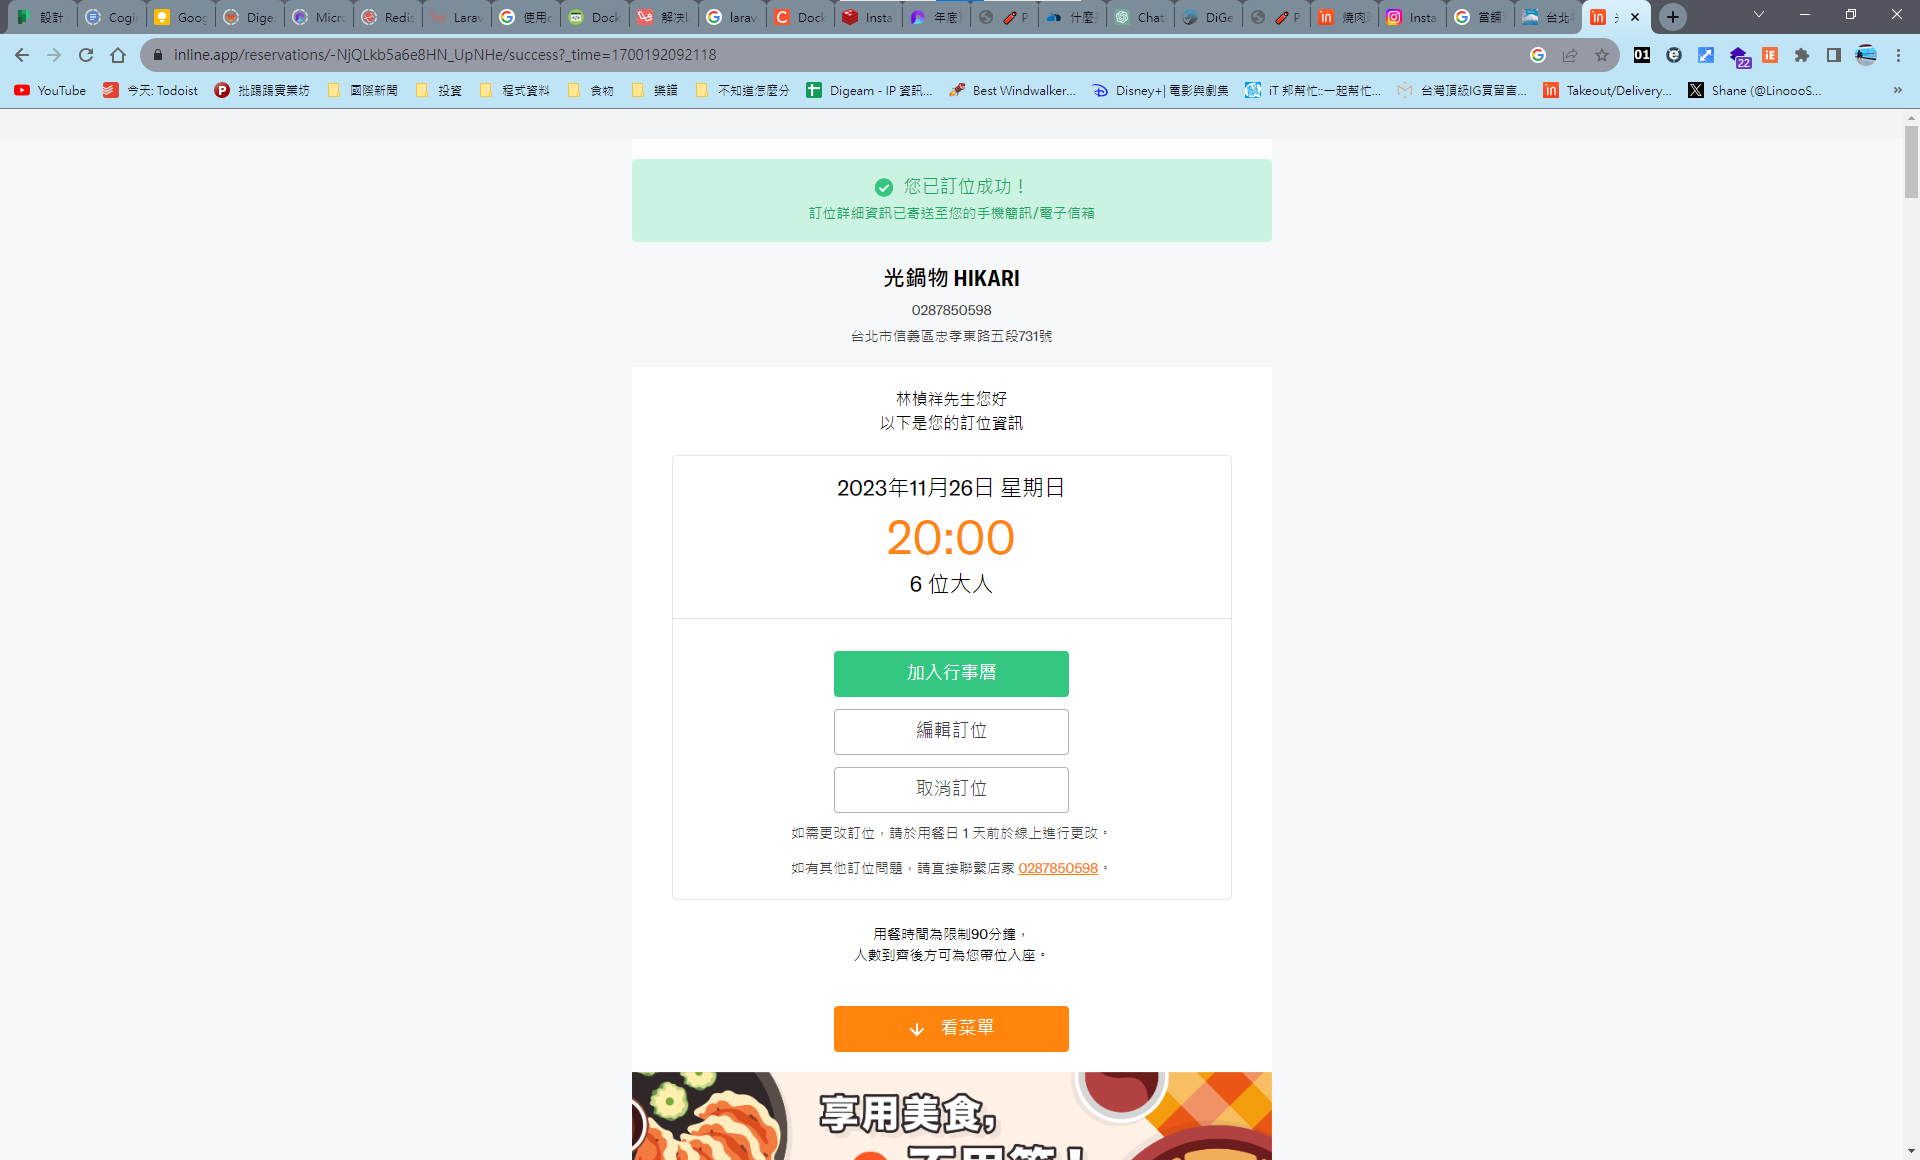 設計
Cogi
Goog
Dige
Micro
Redis
Larav
使用c
Dock
解決l
larav
Dock
Insta
年度
P
什麼
Chat
DiGe
P
燒肉
Insta
當鋪
台北
inline.app/reservations/-NjQLkb5a6e8HN_UpNHe/success?_time=1700192092118
01
22
iE
YouTube
今天: Todoist
批踢踢實業坊
國際新聞
投資
程式資料
食物
樂譜
不知道怎麼分
Digeam - IP 資訊...
Best Windwalker...
Disney+| 電影與劇集
iT 邦幫忙::一起幫忙...
台灣頂級IG買留言...
Takeout/Delivery...
Shane (@LinoooS...
您已訂位成功！
訂位詳細資訊已寄送至您的手機簡訊/電子信箱
光鍋物 HIKARI
0287850598
台北市信義區忠孝東路五段731號
林楨祥先生您好
以下是您的訂位資訊
2023年11月26日 星期日
20:00
6 位大人
加入行事曆
編輯訂位
取消訂位
如需更改訂位，請於用餐日 1 天前於線上進行更改。
如有其他訂位問題，請直接聯繫店家 0287850598。
用餐時間為限制90分鐘，
人數到齊後方可為您帶位入座。
看菜單
享用美食,